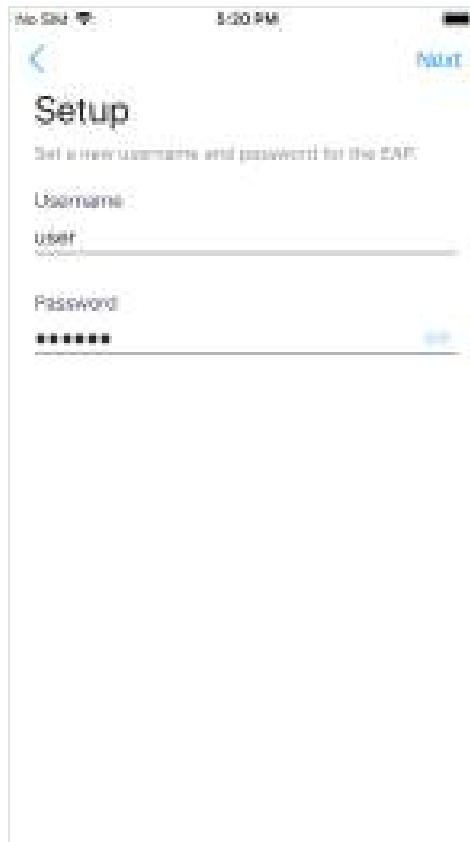 No SIM 5:20 PM
Next
Setup
Set a new username and password for the EAP.
Username
user
Password
••••••